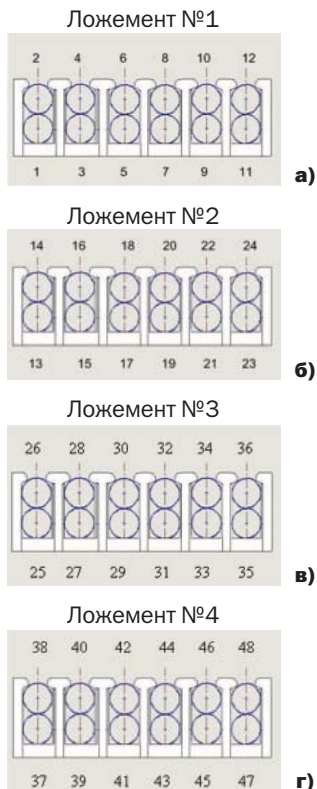 Ложемент №1
2 4 6 8 10 12
1 3 5 7 9 11
а)
Ложемент №2
14 16 18 20 22 24
13 15 17 19 21 23
б)
Ложемент №3
26 28 30 32 34 36
25 27 29 31 33 35
в)
Ложемент №4
38 40 42 44 46 48
37 39 41 43 45 47
г)